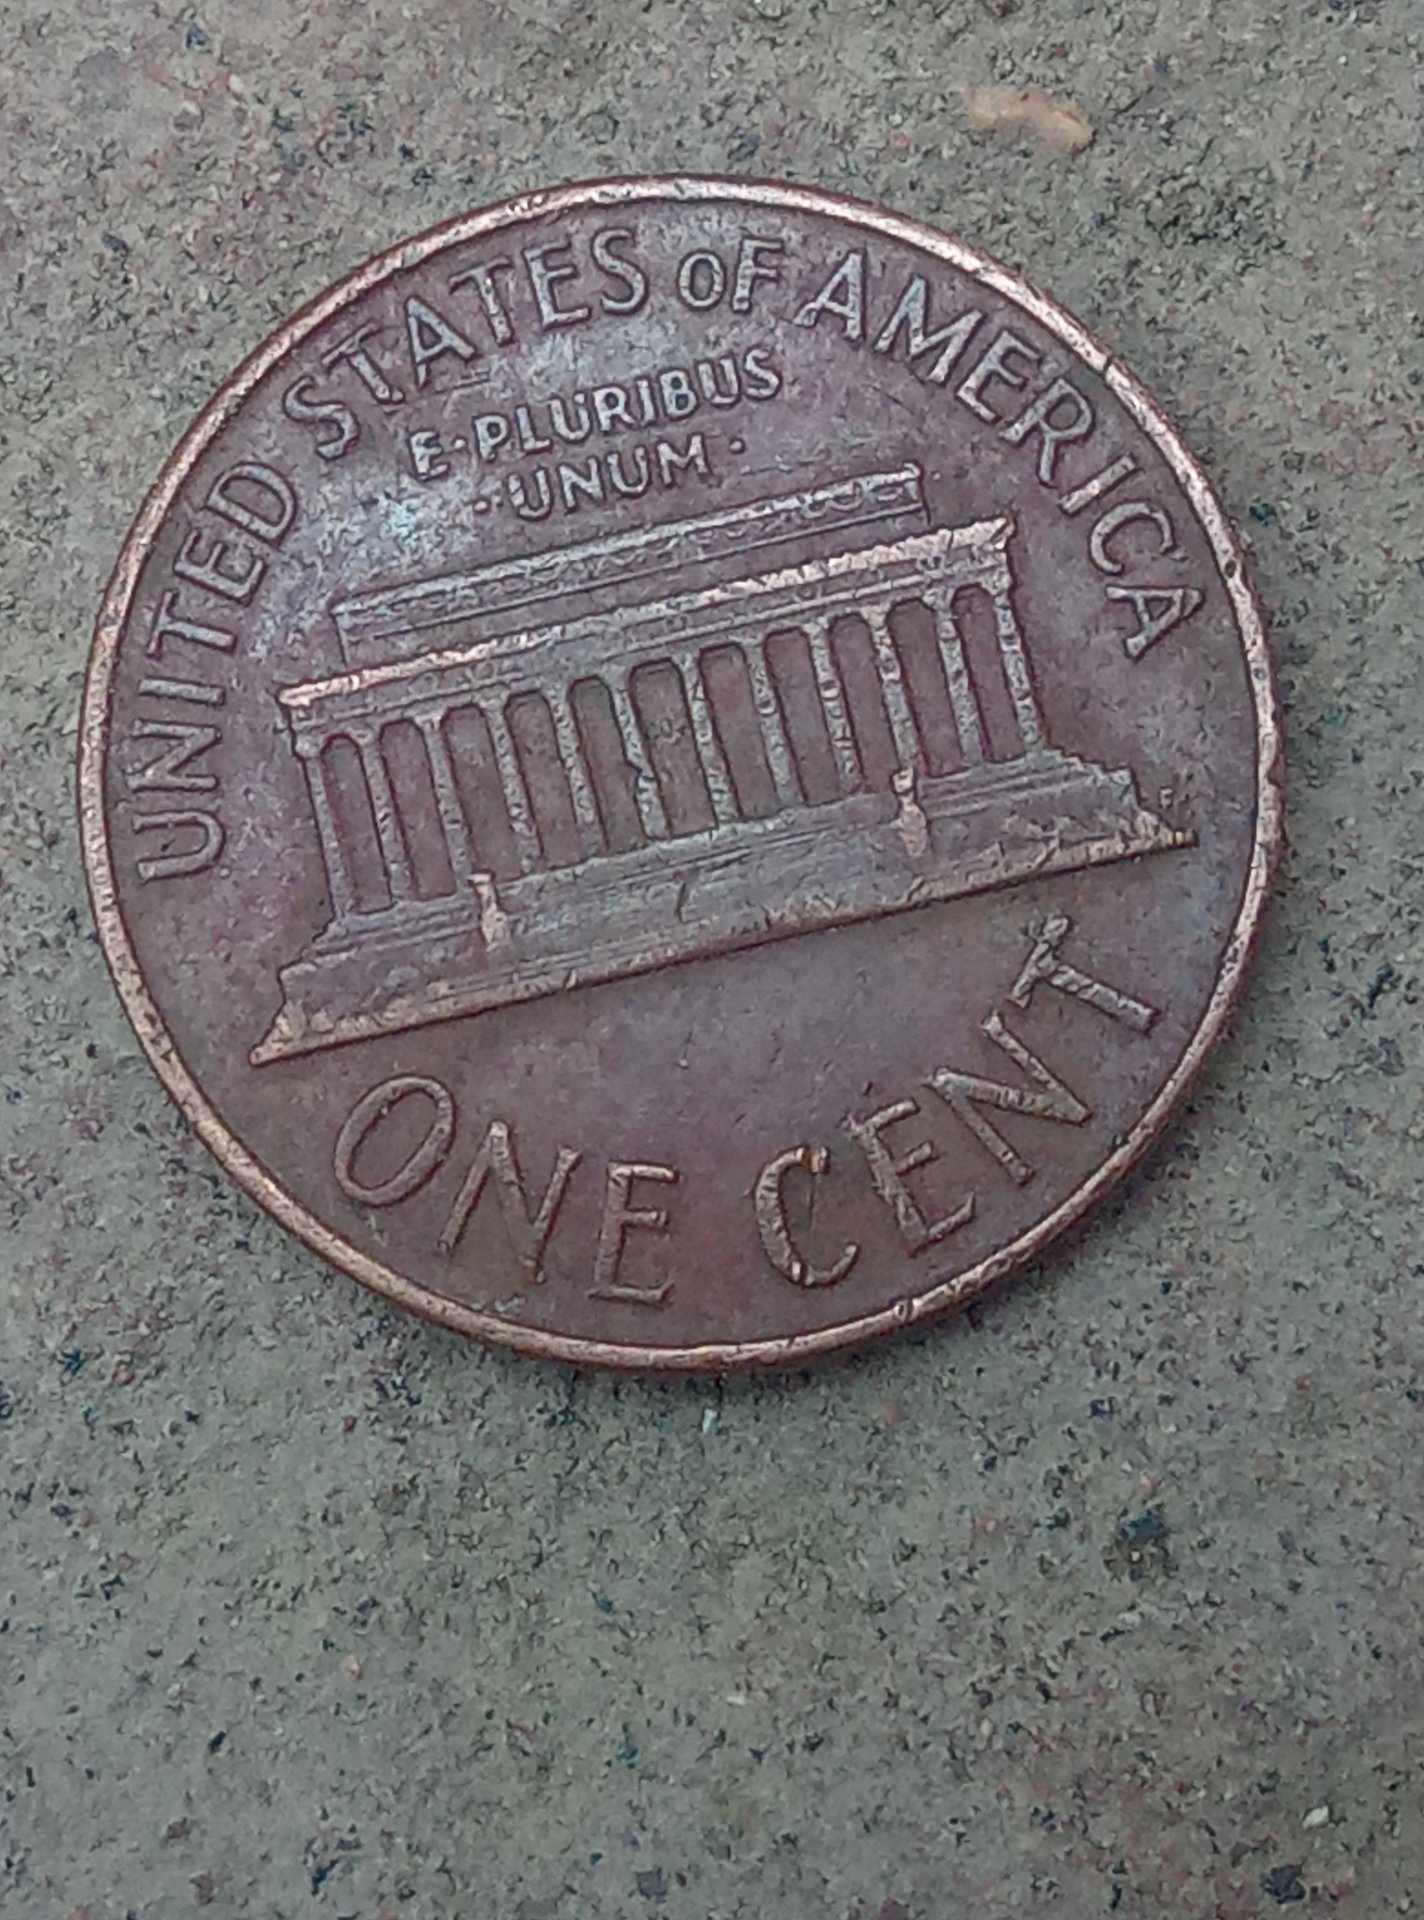 UNITED STATES OF AMERICA
E·PLURIBUS
·UNUM·
ONE CENT